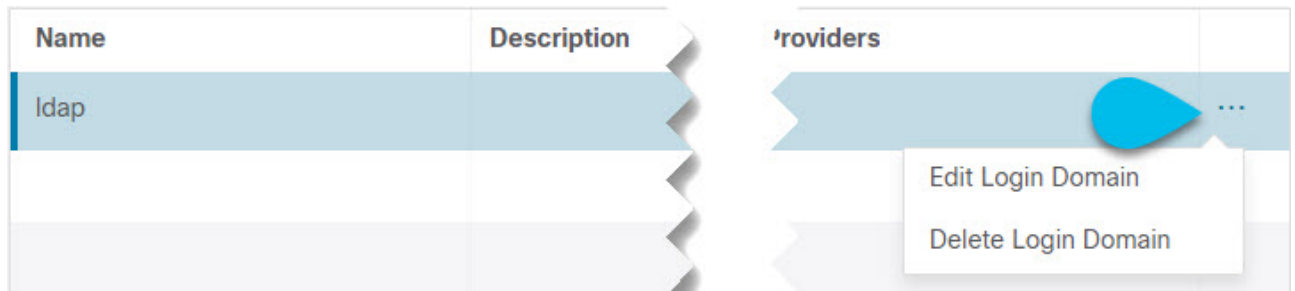 Name Description Providers
ldap ...
Edit Login Domain
Delete Login Domain